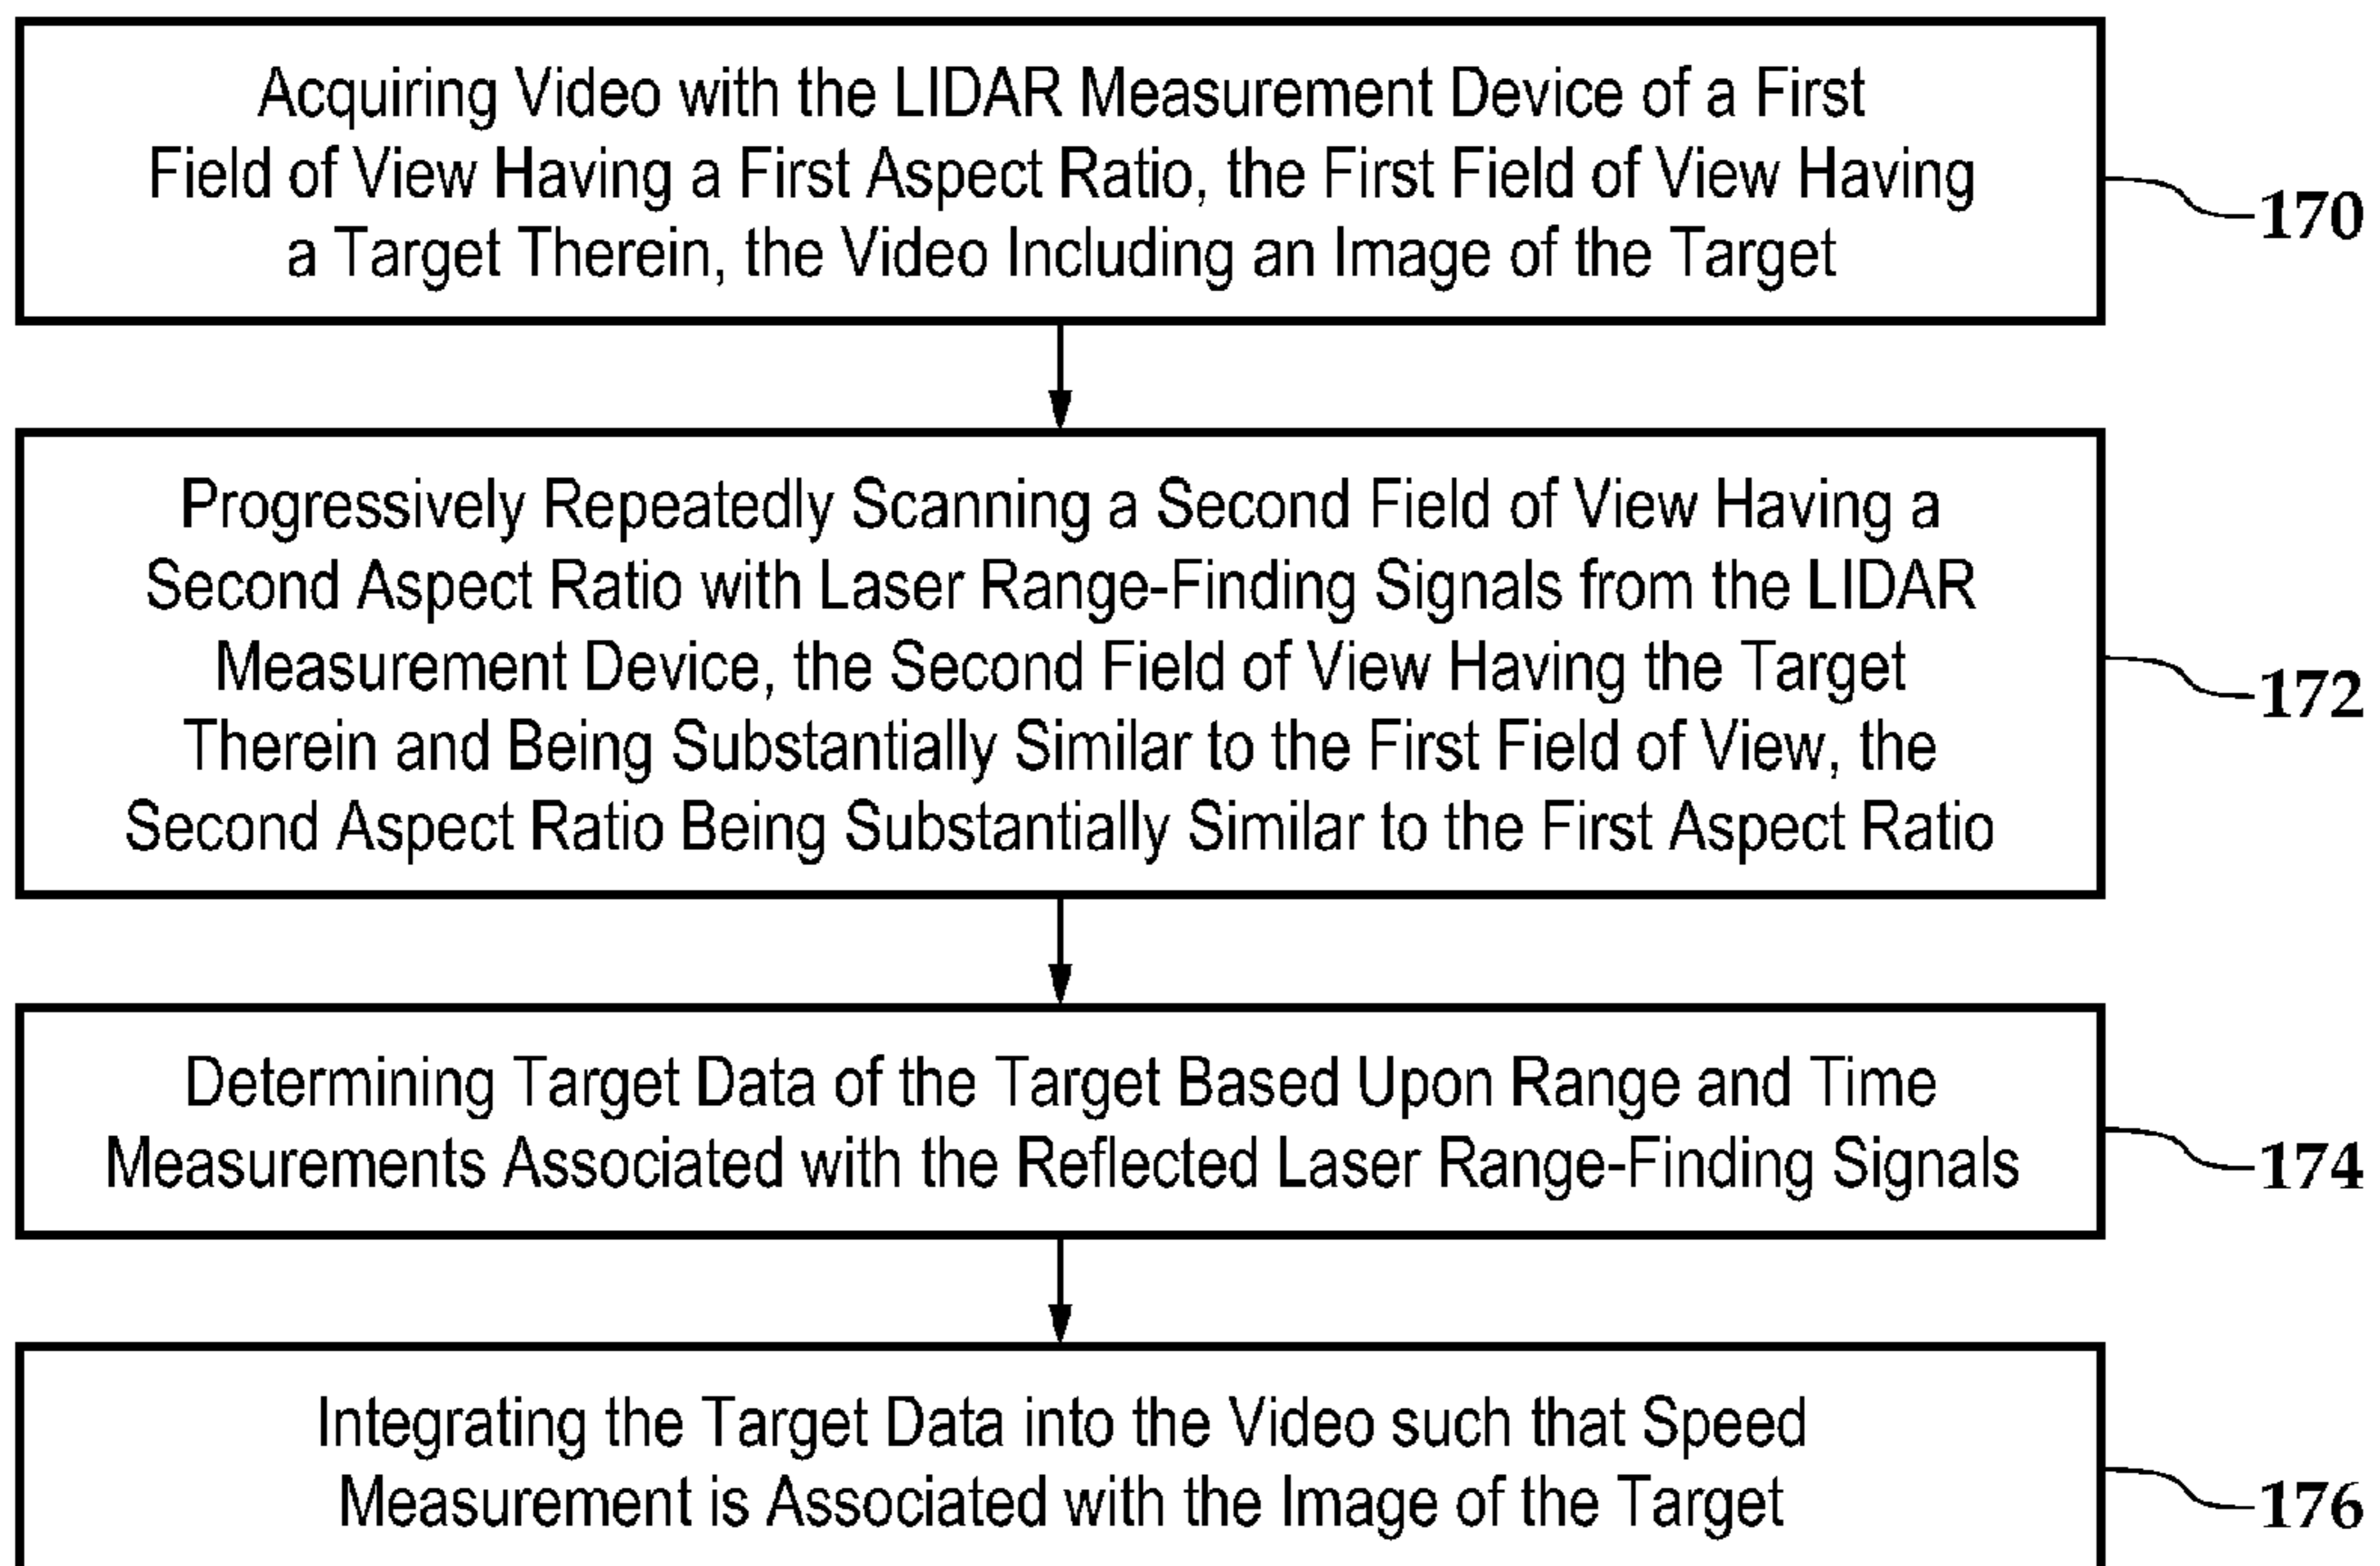 Acquiring Video with the LIDAR Measurement Device of a First
Field of View Having a First Aspect Ratio, the First Field of View Having
a Target Therein, the Video Including an Image of the Target
170
Progressively Repeatedly Scanning a Second Field of View Having a
Second Aspect Ratio with Laser Range-Finding Signals from the LIDAR
Measurement Device, the Second Field of View Having the Target
Therein and Being Substantially Similar to the First Field of View, the
Second Aspect Ratio Being Substantially Similar to the First Aspect Ratio
172
Determining Target Data of the Target Based Upon Range and Time
Measurements Associated with the Reflected Laser Range-Finding Signals
174
Integrating the Target Data into the Video such that Speed
Measurement is Associated with the Image of the Target
176